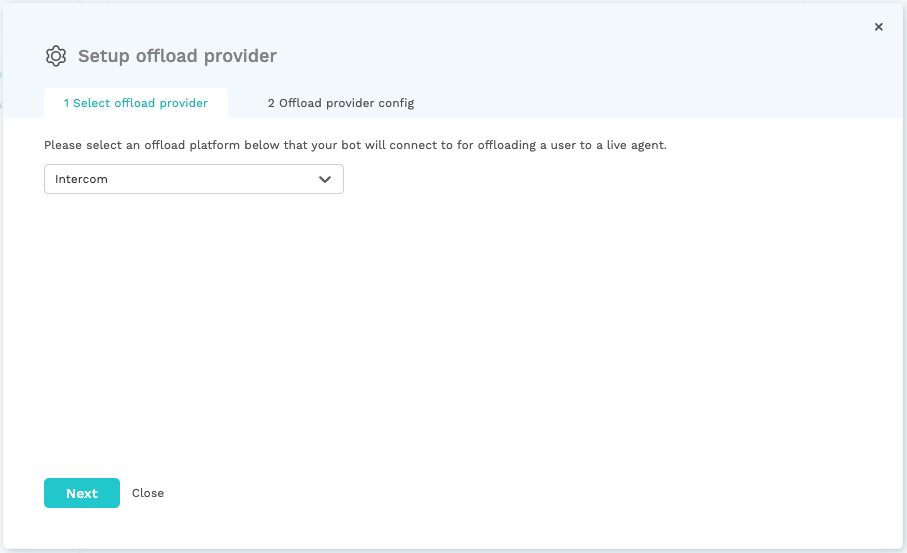 Setup offload provider
1 Select offload provider
2 Offload provider config
Please select an offload platform below that your bot will connect to for offloading a user to a live agent.
Intercom
Next
Close